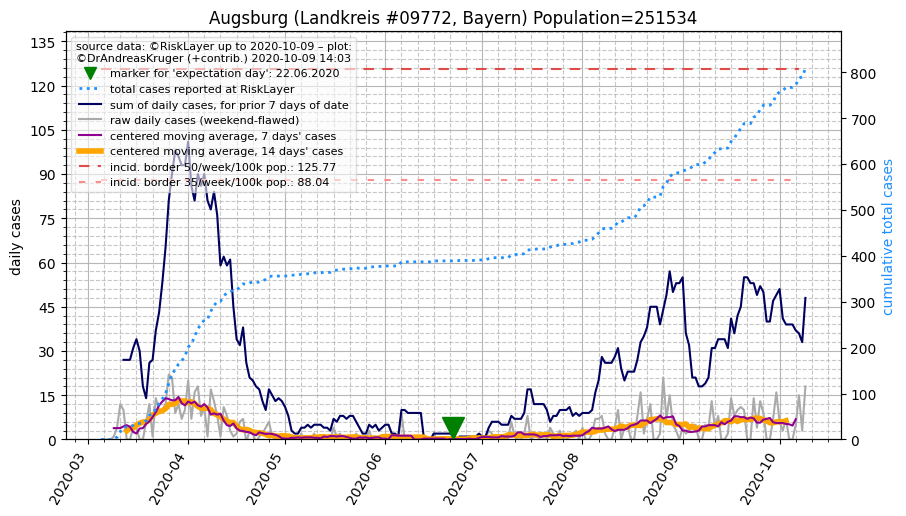 Augsburg (Landkreis #09772, Bayern) Population=251534
source data: ©RiskLayer up to 2020-10-09 – plot:
©DrAndreasKruger (+contrib.) 2020-10-09 14:03
marker for 'expectation day': 22.06.2020
total cases reported at RiskLayer
sum of daily cases, for prior 7 days of date
raw daily cases (weekend-flawed)
centered moving average, 7 days' cases
centered moving average, 14 days' cases
incid. border 50/week/100k pop.: 125.77
incid. border 35/week/100k pop.: 88.04
daily cases
135
120
105
90
75
60
45
30
15
0
cumulative total cases
800
700
600
500
400
300
200
100
0
2020-03
2020-04
2020-05
2020-06
2020-07
2020-08
2020-09
2020-10